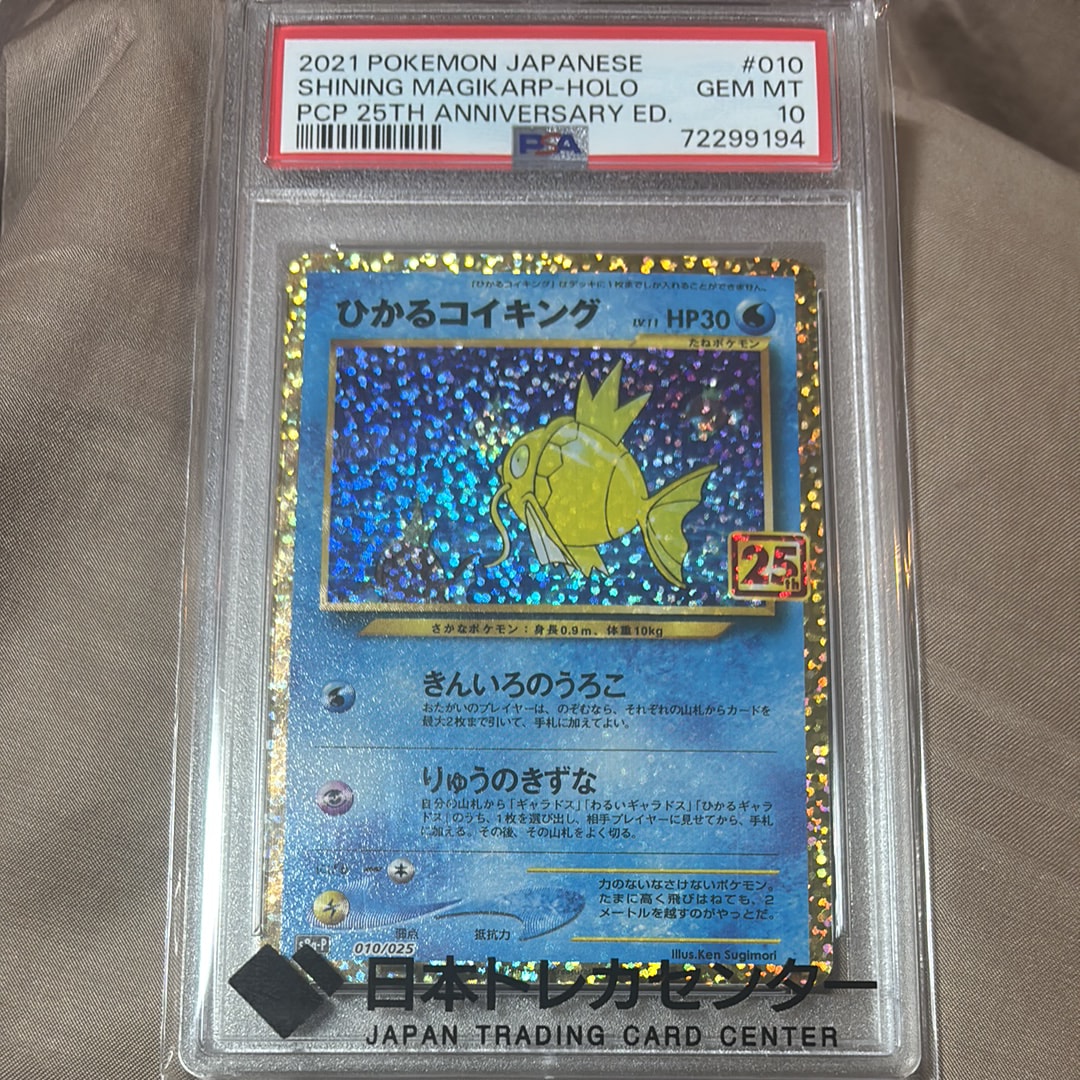 2021 POKEMON JAPANESE #010
SHINING MAGIKARP-HOLO GEM MT
PCP 25TH ANNIVERSARY ED. 10
PSA 72299194
「ひかるコイキング」はデッキに1枚までしか入れることができません。
ひかるコイキング LV.11 HP30
たねポケモン
25th
さかなポケモン：身長0.9m、体重10kg
きんいろのうろこ
おたがいのプレイヤーは、のぞむなら、それぞれの山札からカードを
最大2枚まで引いて、手札に加えてよい。
りゅうのきずな
自分の山札から「ギャラドス」「わるいギャラドス」「ひかるギャラ
ドス」のうち、1枚を選び出し、相手プレイヤーに見せてから、手札
に加える。その後、その山札をよく切る。
力のないなさけないポケモン。
たまに高く飛びはねても、2
メートルを越すのがやっとだ。
弱点 抵抗力
010/025
Illus.Ken Sugimori
日本トレカセンター
JAPAN TRADING CARD CENTER